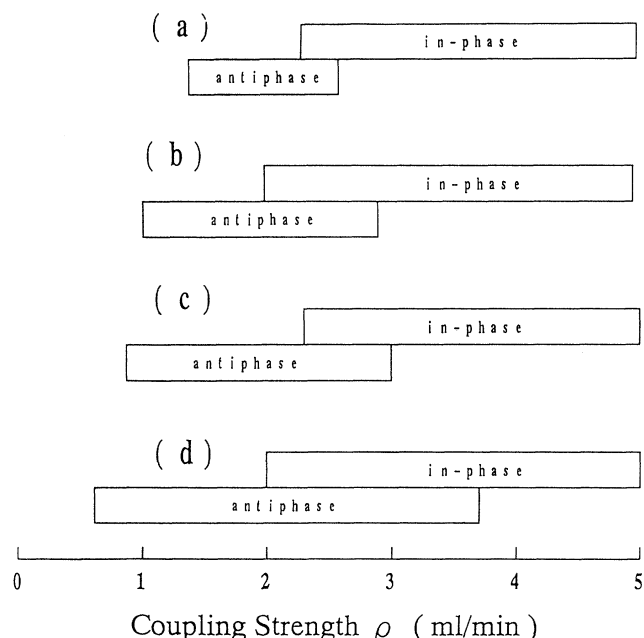 ( a )
in-phase
antiphase
( b )
in-phase
antiphase
( c )
in-phase
antiphase
( d )
in-phase
antiphase
0 1 2 3 4 5
Coupling Strength ρ ( ml/min )